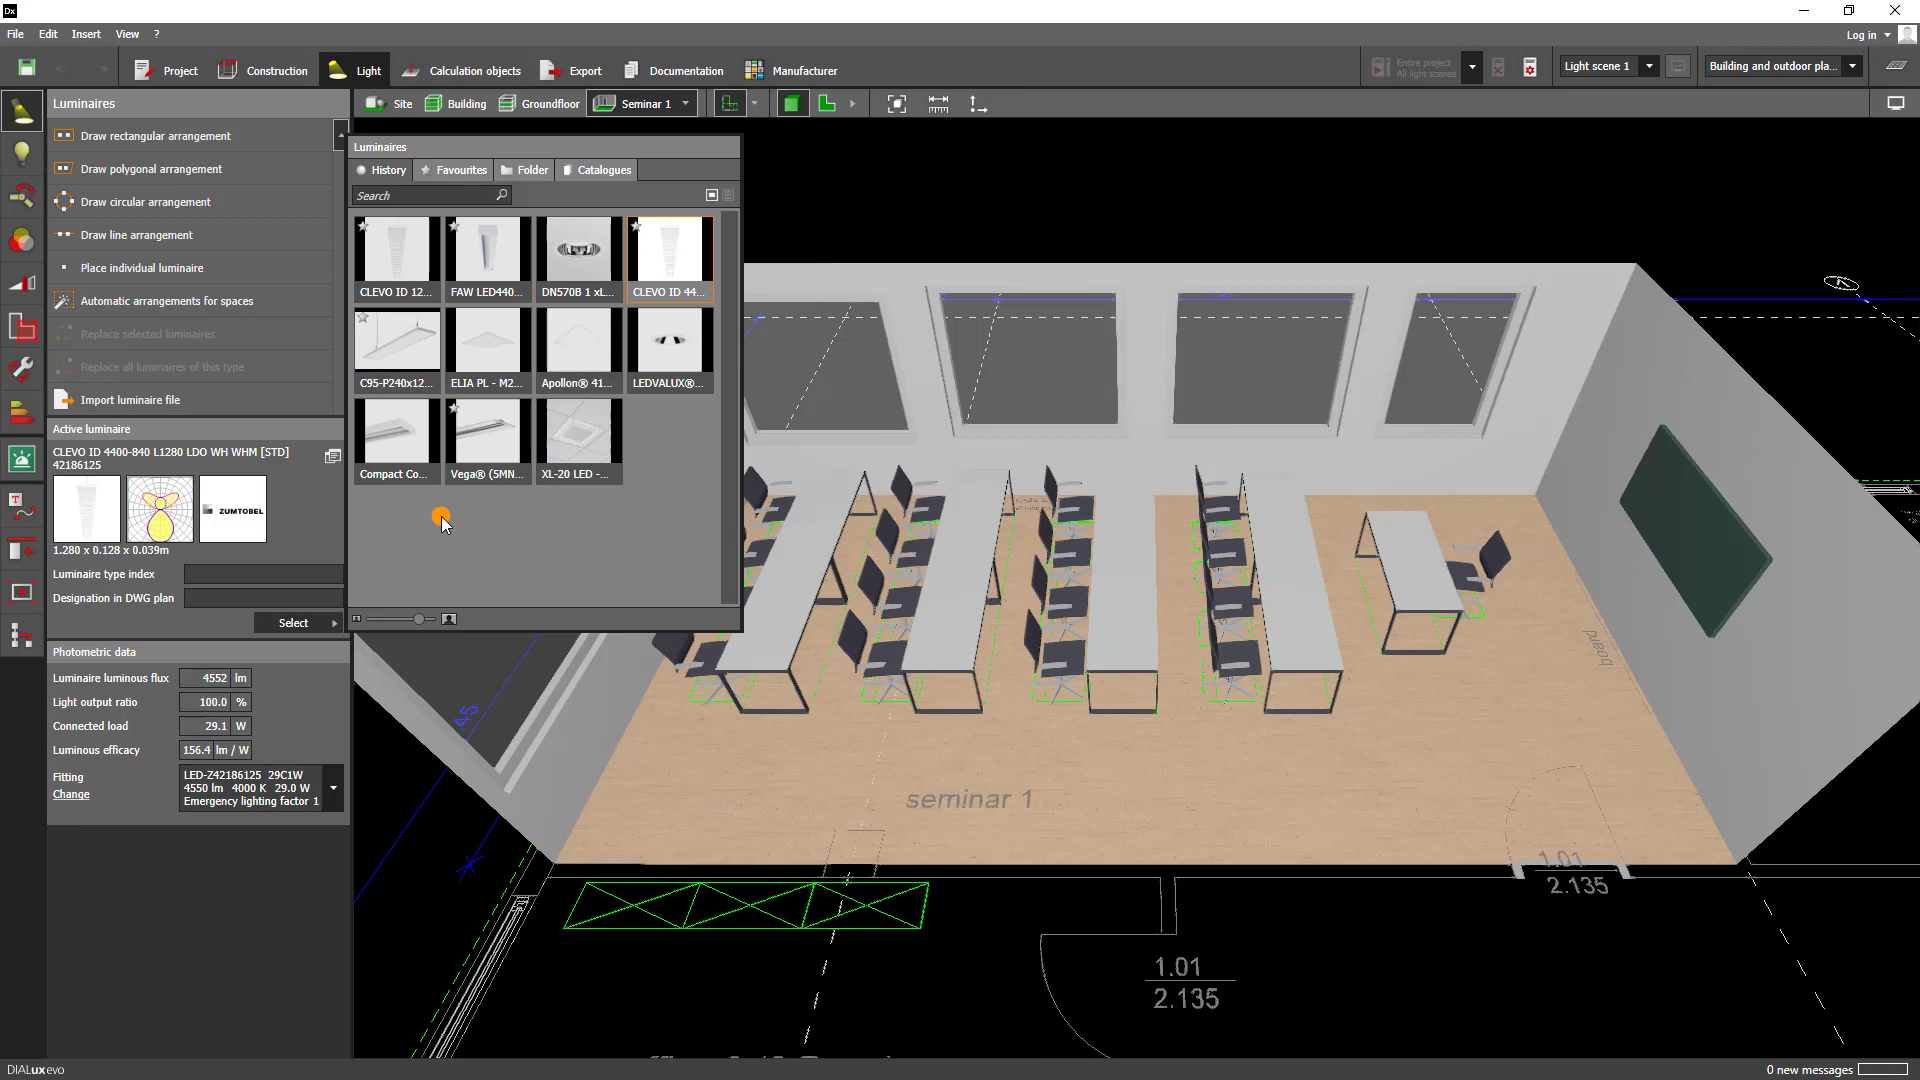 Dx
File Edit Insert View ?
Log in
Project Construction Light Calculation objects Export Documentation Manufacturer
Entire project
All light scenes
Light scene 1
Building and outdoor pla...
Luminaires
Site Building Groundfloor Seminar 1
Draw rectangular arrangement
Draw polygonal arrangement
Draw circular arrangement
Draw line arrangement
Place individual luminaire
Automatic arrangements for spaces
Replace selected luminaires
Replace all luminaires of this type
Import luminaire file
Luminaires
History Favourites Folder Catalogues
Search
CLEVO ID 12... FAW LED440... DN570B 1 xL... CLEVO ID 44...
C95-P240x12... ELIA PL - M2... Apollon® 41... LEDVALUX®...
Compact Co... Vega® (5MN... XL-20 LED -...
Active luminaire
CLEVO ID 4400-840 L1280 LDO WH WHM [STD]
42186125
ZUMTOBEL
1.280 x 0.128 x 0.039m
Luminaire type index
Designation in DWG plan
Select
Photometric data
Luminaire luminous flux 4552 lm
Light output ratio 100.0 %
Connected load 29.1 W
Luminous efficacy 156.4 lm / W
Fitting
Change
LED-Z42186125 29C1W
4550 lm 4000 K 29.0 W
Emergency lighting factor 1
45
board
seminar 1
1.01
2.135
1.01
2.135
DIALux evo
0 new messages